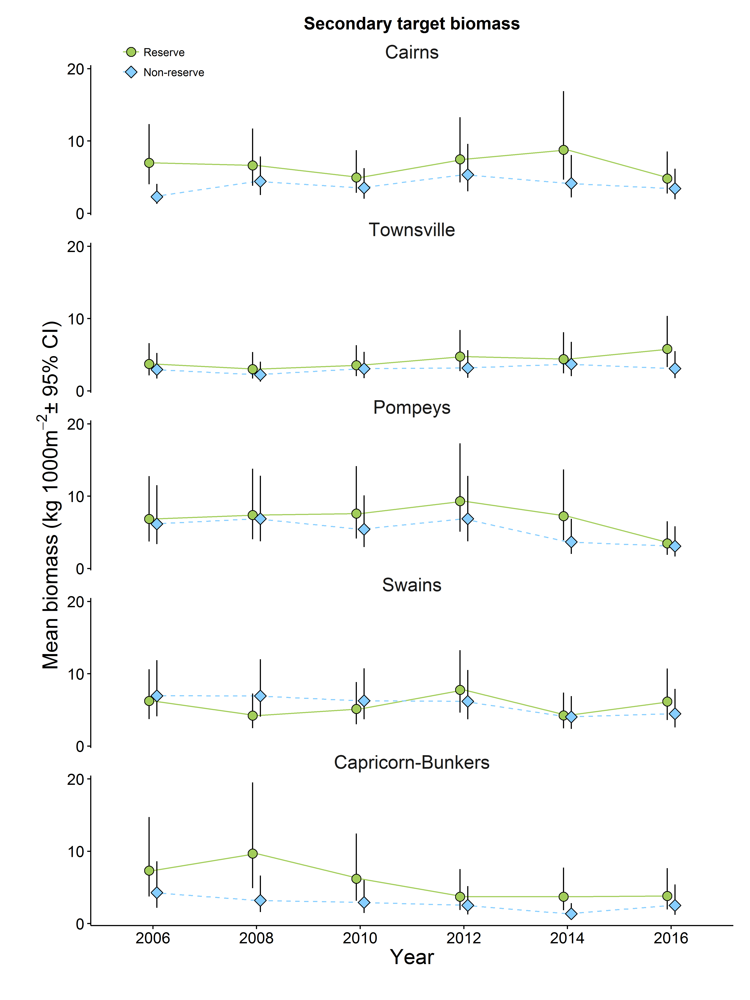 Secondary target biomass
Cairns
Reserve
Non-reserve
20
10
0
Townsville
20
10
0
Pompeys
20
10
0
Swains
20
10
0
Capricorn-Bunkers
20
10
0
Mean biomass (kg 1000m⁻² ± 95% CI)
2006 2008 2010 2012 2014 2016
Year